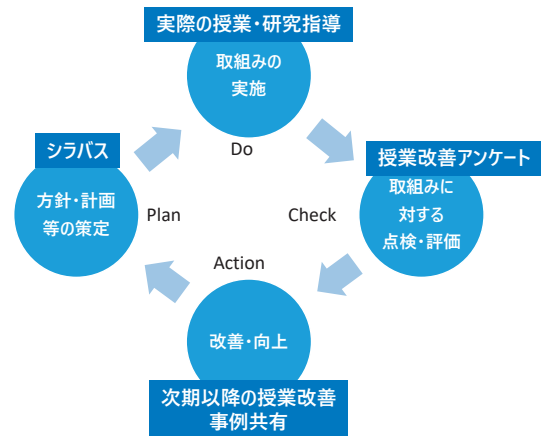 実際の授業・研究指導
取組みの
実施
Do
シラバス
方針・計画
等の策定
Plan
授業改善アンケート
取組みに
対する
点検・評価
Check
Action
改善・向上
次期以降の授業改善
事例共有